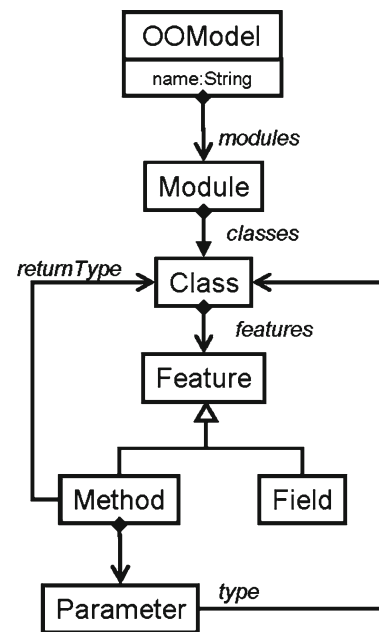 OOModel
name:String
modules
Module
classes
returnType
Class
features
Feature
Method
Field
Parameter
type